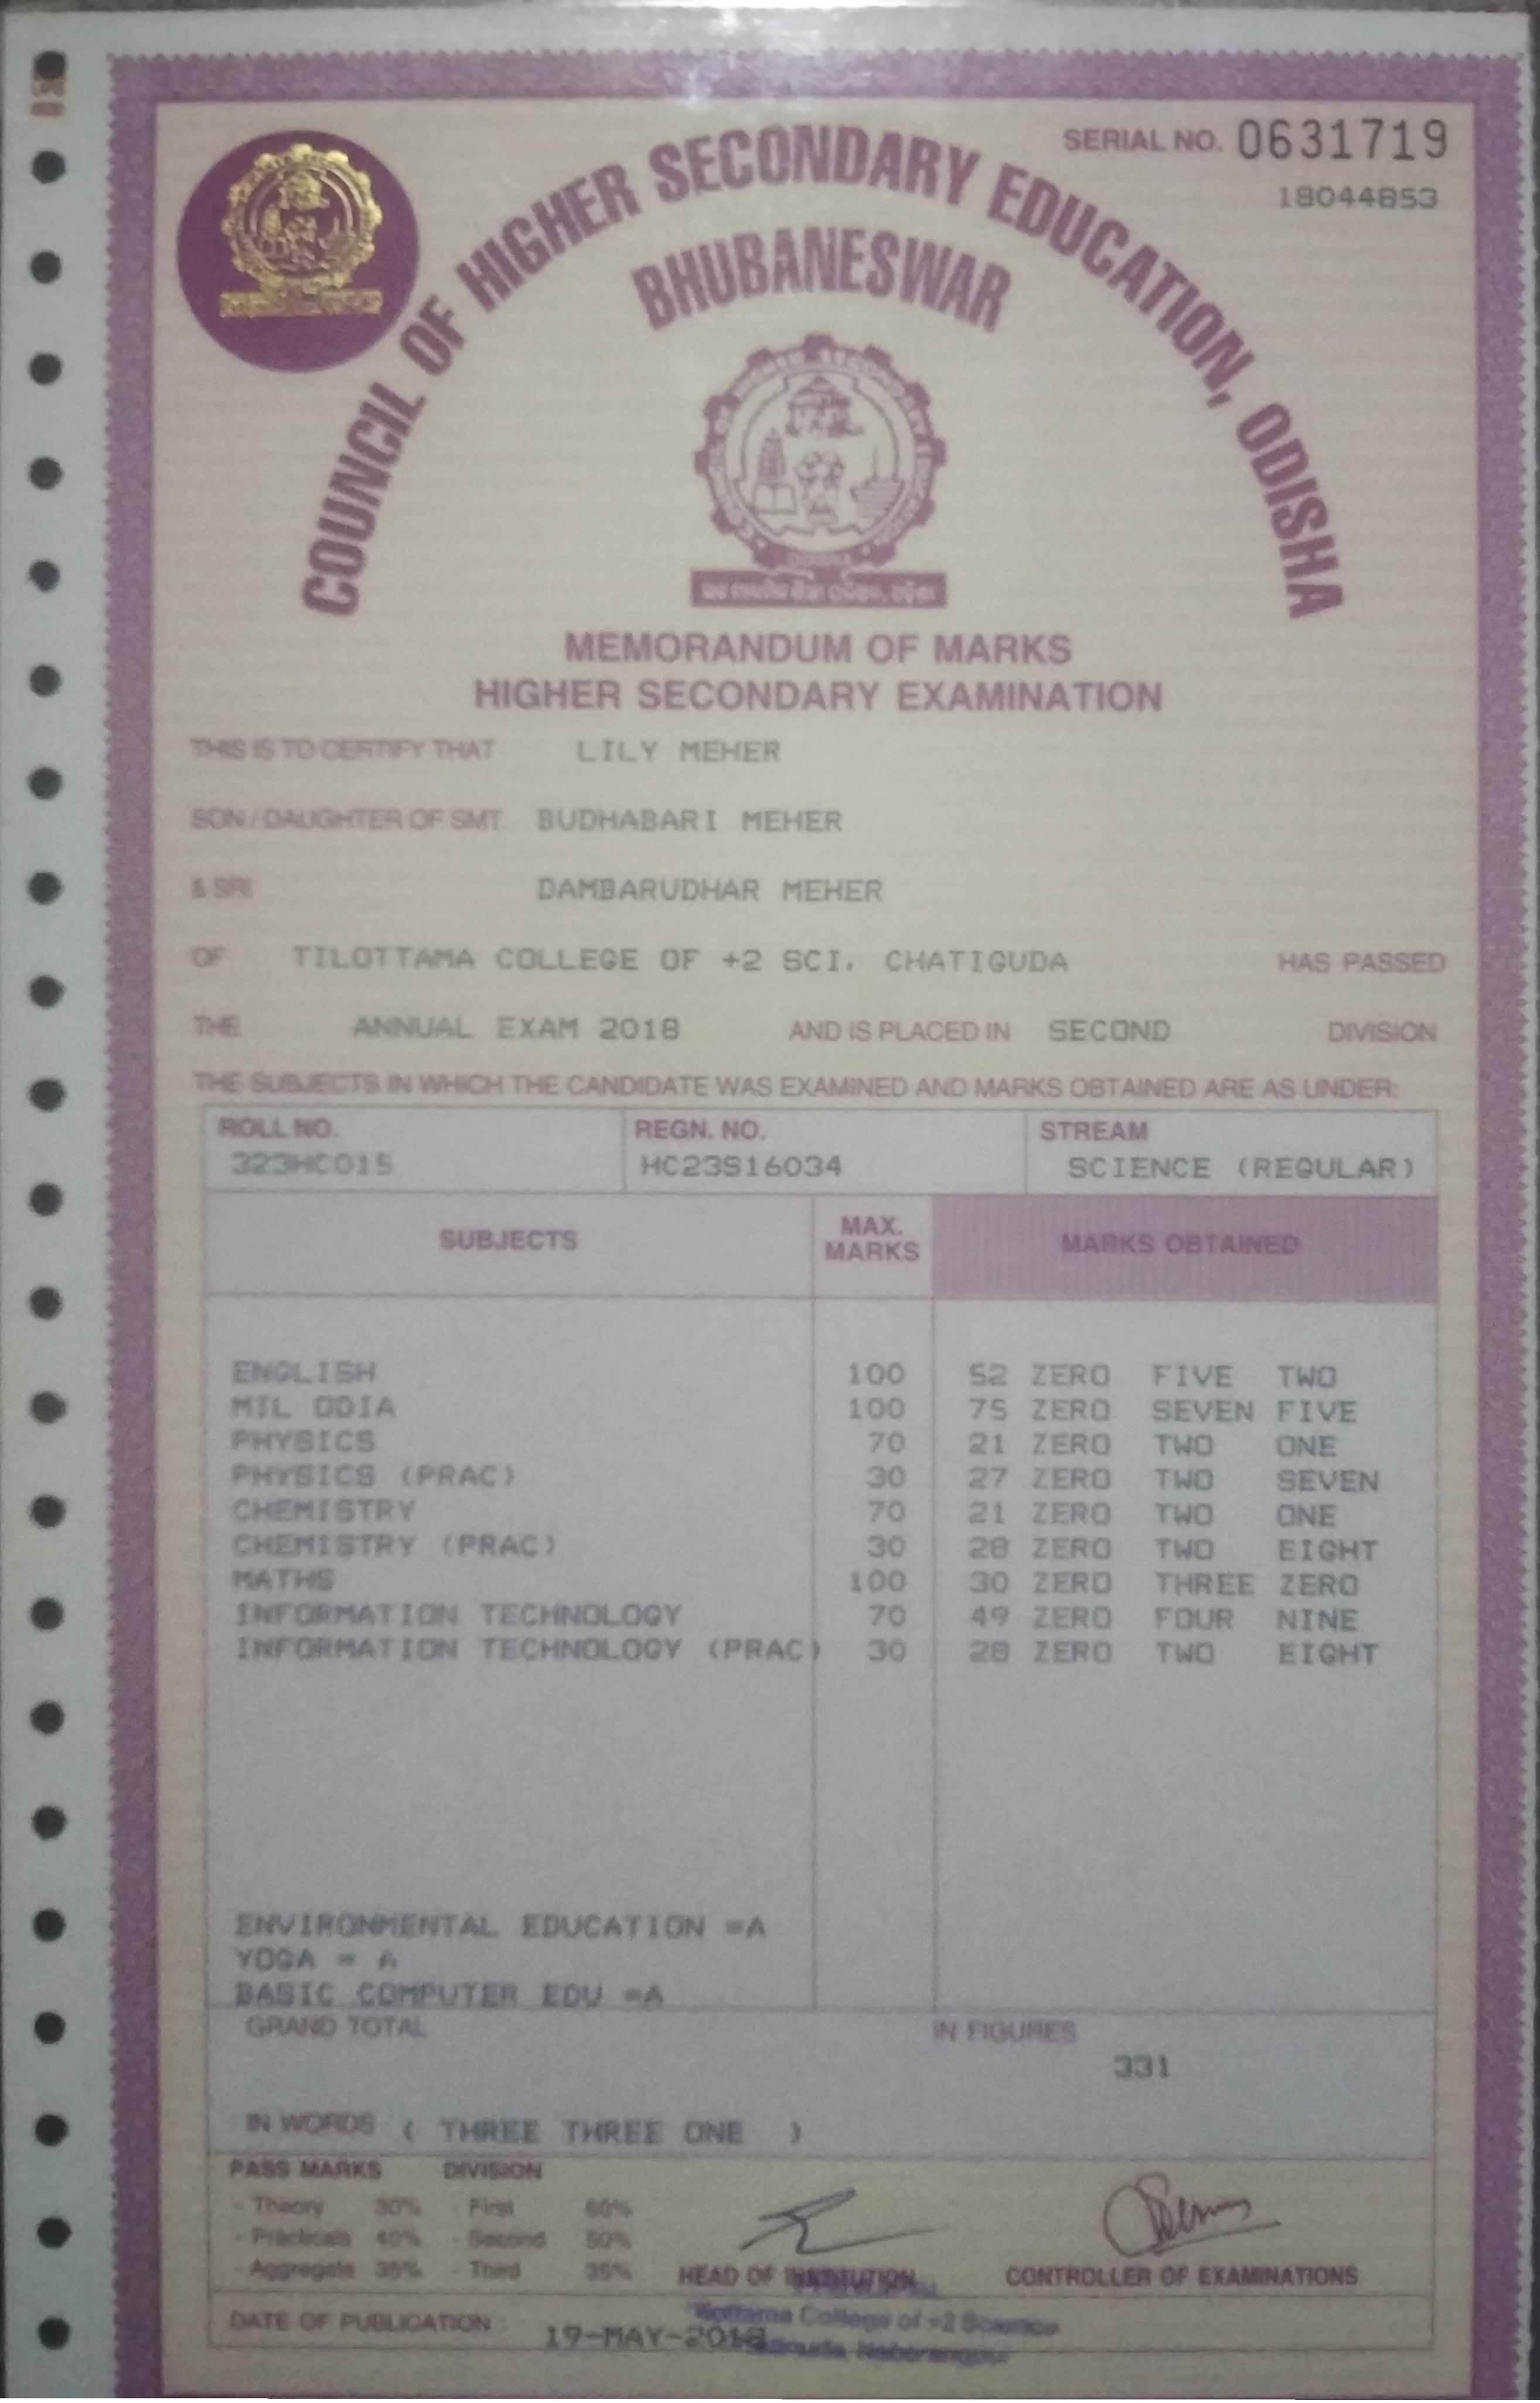 SERIAL NO. 0631719
18044853
COUNCIL OF HIGHER SECONDARY EDUCATION, ODISHA
BHUBANESWAR
MEMORANDUM OF MARKS
HIGHER SECONDARY EXAMINATION
THIS IS TO CERTIFY THAT LILY MEHER
SON / DAUGHTER OF SMT. BUDHABARI MEHER
& SRI DAMBARUDHAR MEHER
OF TILOTTAMA COLLEGE OF +2 SCI, CHATIGUDA HAS PASSED
THE ANNUAL EXAM 2018 AND IS PLACED IN SECOND DIVISION
THE SUBJECTS IN WHICH THE CANDIDATE WAS EXAMINED AND MARKS OBTAINED ARE AS UNDER:
ROLL NO. REGN. NO. STREAM
323HC015 HC23S16034 SCIENCE (REGULAR)
SUBJECTS MAX. MARKS MARKS OBTAINED
ENGLISH 100 52 ZERO FIVE TWO
MIL ODIA 100 75 ZERO SEVEN FIVE
PHYSICS 70 21 ZERO TWO ONE
PHYSICS (PRAC) 30 27 ZERO TWO SEVEN
CHEMISTRY 70 21 ZERO TWO ONE
CHEMISTRY (PRAC) 30 28 ZERO TWO EIGHT
MATHS 100 30 ZERO THREE ZERO
INFORMATION TECHNOLOGY 70 49 ZERO FOUR NINE
INFORMATION TECHNOLOGY (PRAC) 30 28 ZERO TWO EIGHT
ENVIRONMENTAL EDUCATION =A
YOGA = A
BASIC COMPUTER EDU =A
GRAND TOTAL IN FIGURES
331
IN WORDS ( THREE THREE ONE )
PASS MARKS DIVISION
- Theory 30% - First 60%
- Practicals 40% - Second 50%
- Aggregate 35% - Third 35%
HEAD OF INSTITUTION CONTROLLER OF EXAMINATIONS
College of +2 Science
DATE OF PUBLICATION : 19-MAY-2018